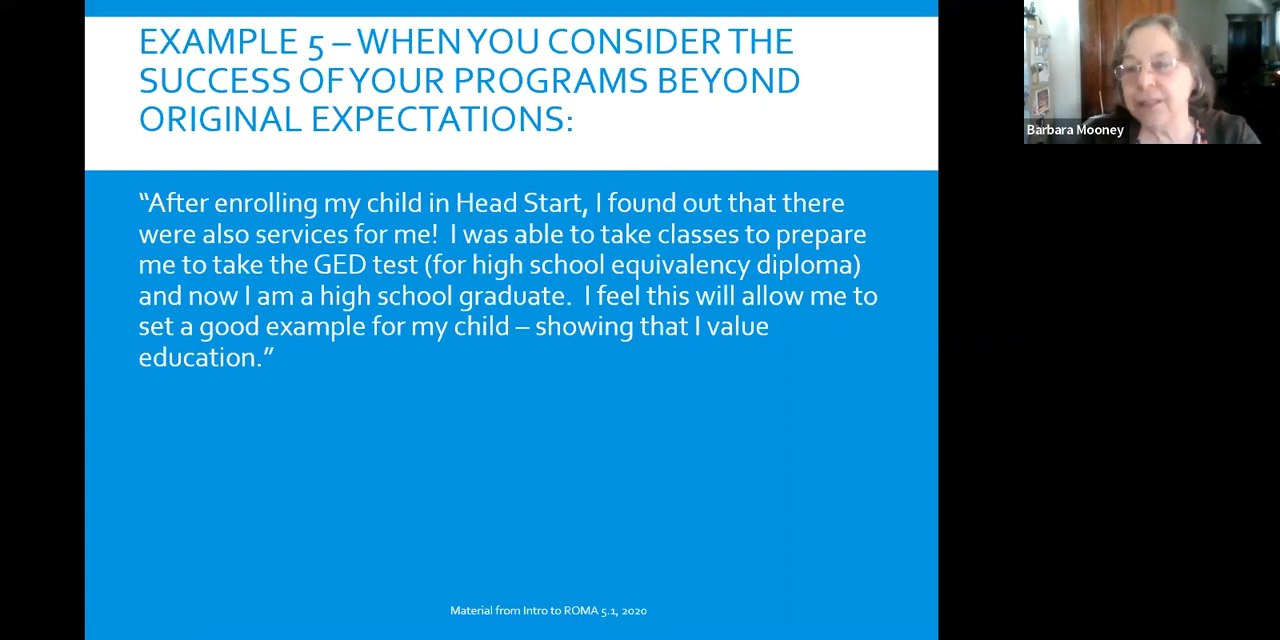 EXAMPLE 5 – WHEN YOU CONSIDER THE
SUCCESS OF YOUR PROGRAMS BEYOND
ORIGINAL EXPECTATIONS:
Barbara Mooney
“After enrolling my child in Head Start, I found out that there
were also services for me!  I was able to take classes to prepare
me to take the GED test (for high school equivalency diploma)
and now I am a high school graduate.  I feel this will allow me to
set a good example for my child – showing that I value
education.”
Material from Intro to ROMA 5.1, 2020